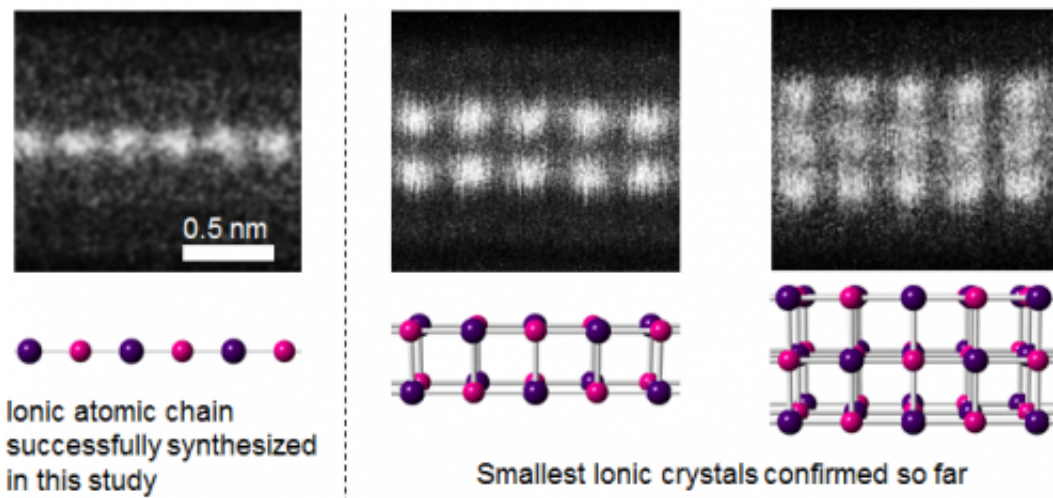 0.5 nm
Ionic atomic chain
successfully synthesized
in this study
Smallest Ionic crystals confirmed so far